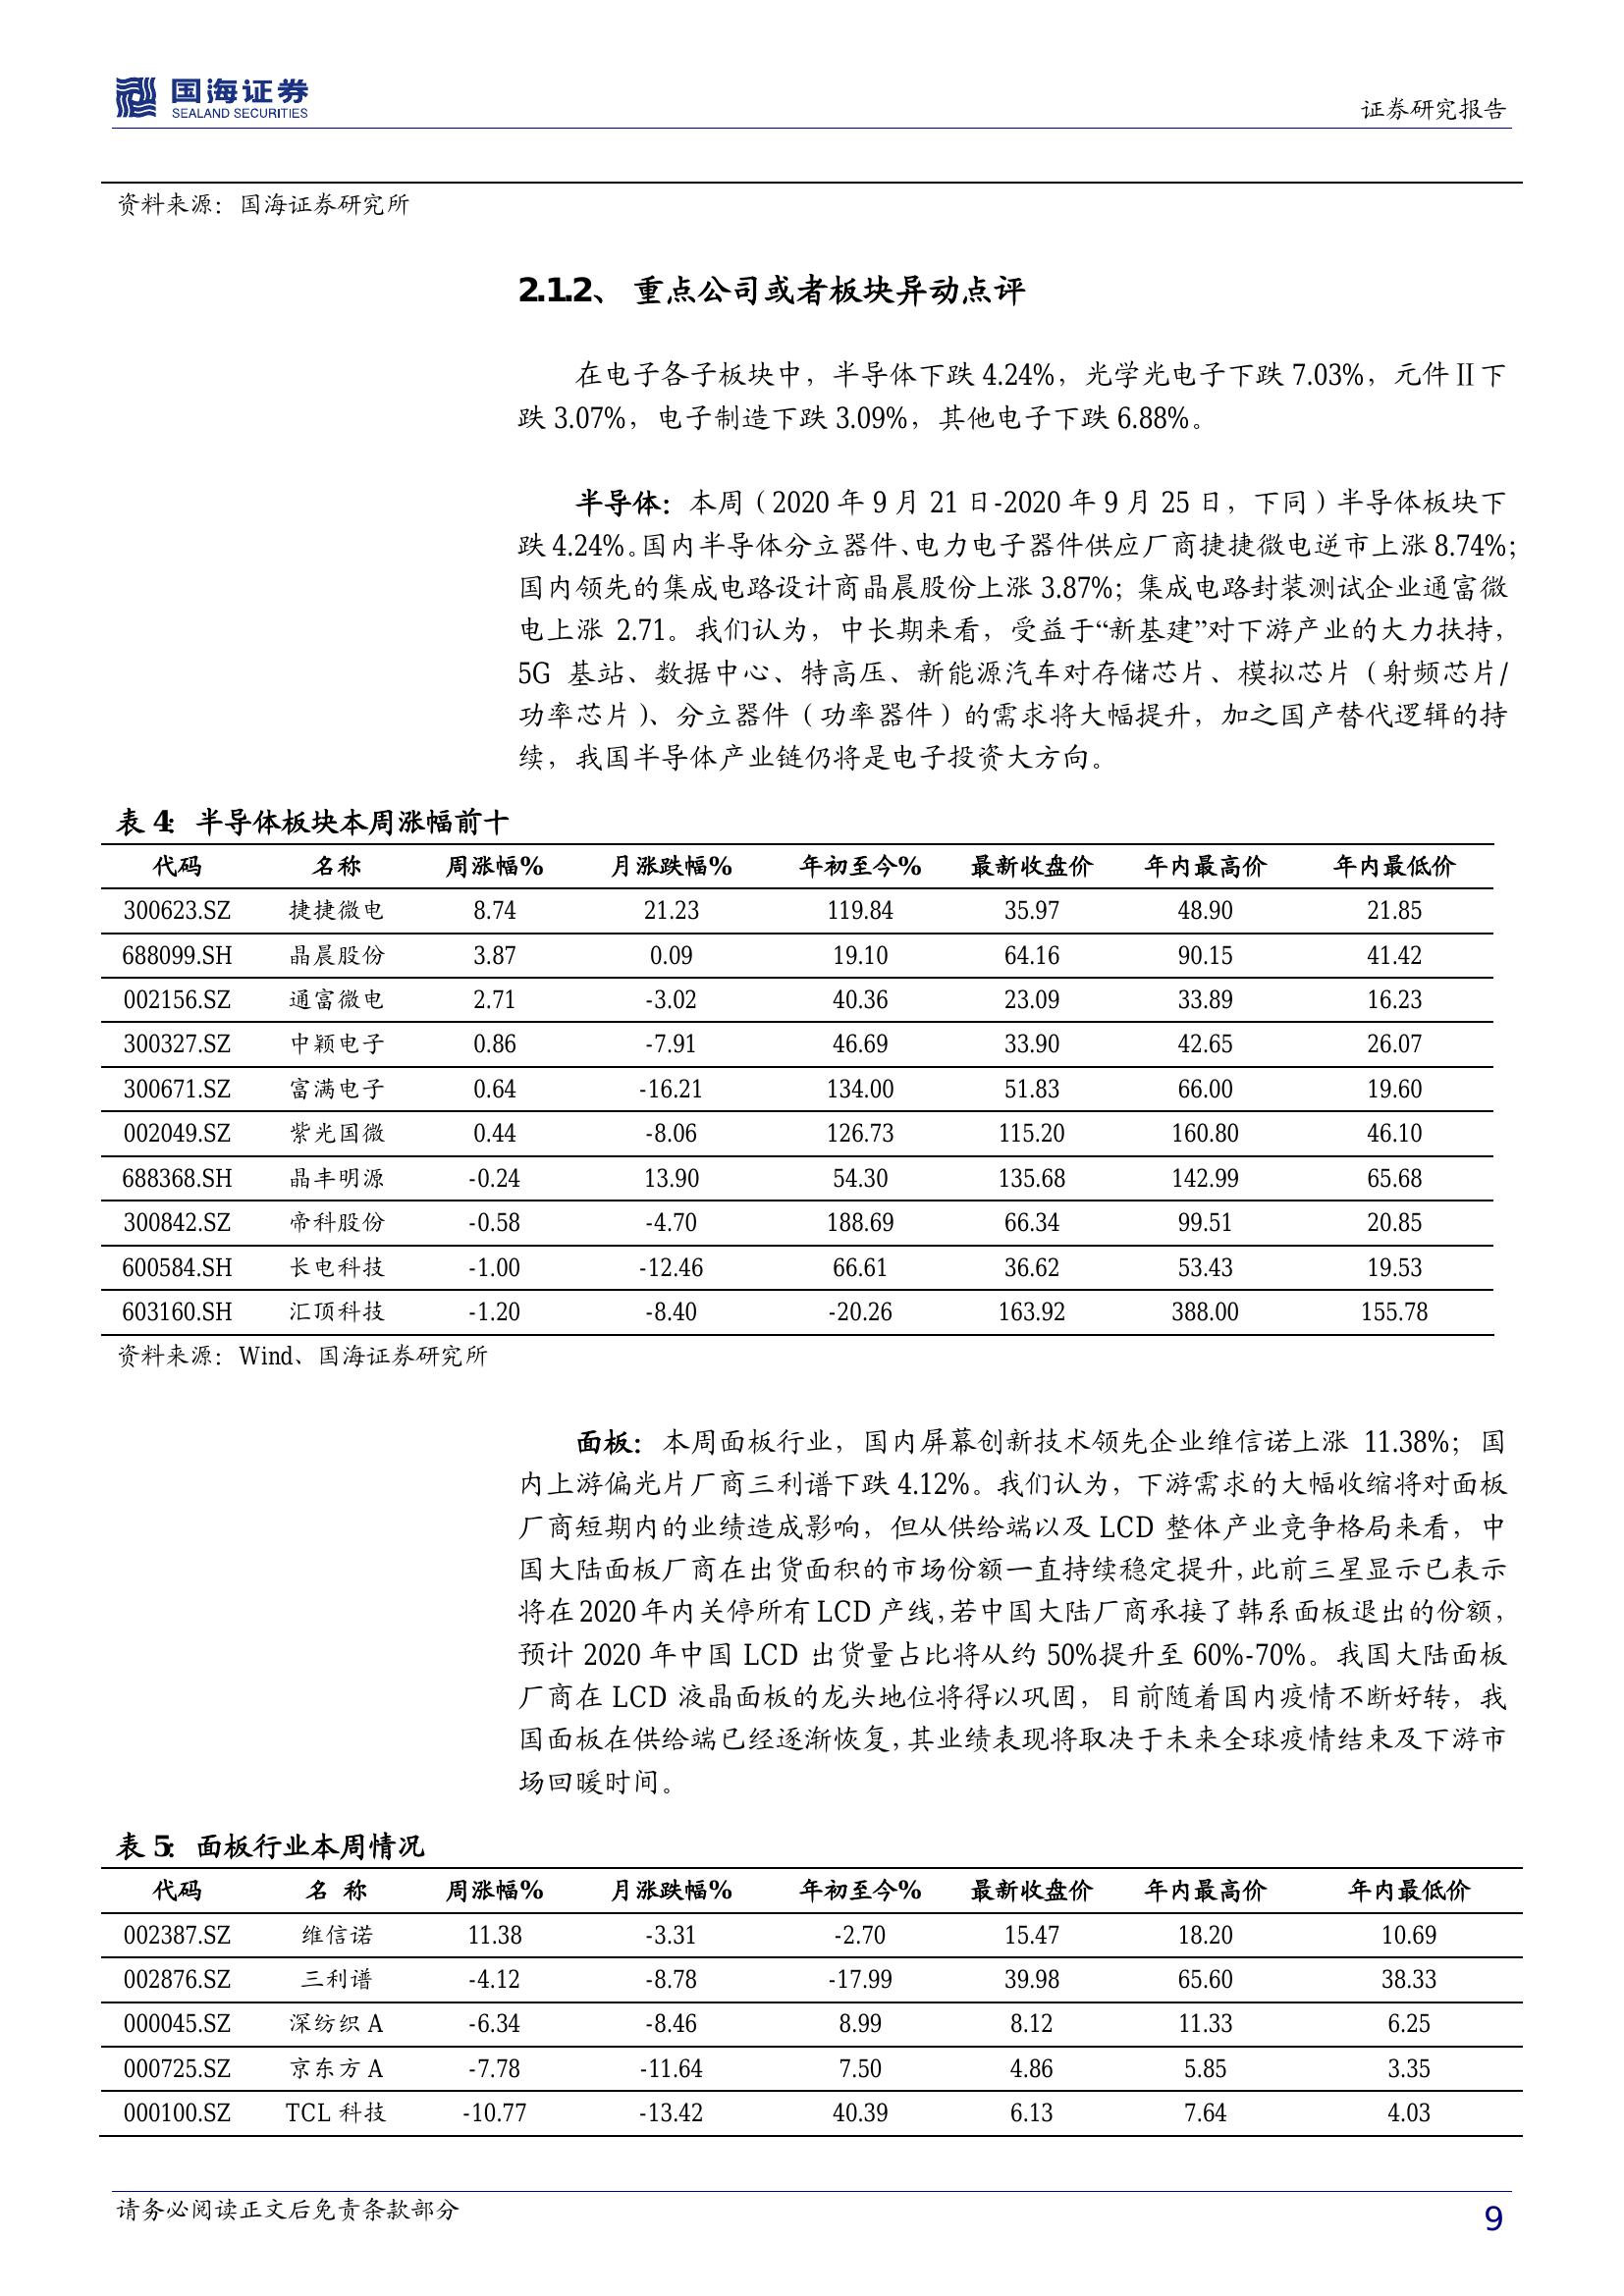 国海证券
SEALAND SECURITIES
证券研究报告
资料来源：国海证券研究所
2.1.2、 重点公司或者板块异动点评
在电子各子板块中，半导体下跌 4.24%，光学光电子下跌 7.03%，元件 II 下
跌 3.07%，电子制造下跌 3.09%，其他电子下跌 6.88%。
半导体：本周（2020 年 9 月 21 日-2020 年 9 月 25 日，下同）半导体板块下
跌 4.24%。国内半导体分立器件、电力电子器件供应厂商捷捷微电逆市上涨 8.74%；
国内领先的集成电路设计商晶晨股份上涨 3.87%；集成电路封装测试企业通富微
电上涨 2.71。我们认为，中长期来看，受益于“新基建”对下游产业的大力扶持，
5G 基站、数据中心、特高压、新能源汽车对存储芯片、模拟芯片（射频芯片/
功率芯片）、分立器件（功率器件）的需求将大幅提升，加之国产替代逻辑的持
续，我国半导体产业链仍将是电子投资大方向。
表 4：半导体板块本周涨幅前十
代码 名称 周涨幅% 月涨跌幅% 年初至今% 最新收盘价 年内最高价 年内最低价
300623.SZ 捷捷微电 8.74 21.23 119.84 35.97 48.90 21.85
688099.SH 晶晨股份 3.87 0.09 19.10 64.16 90.15 41.42
002156.SZ 通富微电 2.71 -3.02 40.36 23.09 33.89 16.23
300327.SZ 中颖电子 0.86 -7.91 46.69 33.90 42.65 26.07
300671.SZ 富满电子 0.64 -16.21 134.00 51.83 66.00 19.60
002049.SZ 紫光国微 0.44 -8.06 126.73 115.20 160.80 46.10
688368.SH 晶丰明源 -0.24 13.90 54.30 135.68 142.99 65.68
300842.SZ 帝科股份 -0.58 -4.70 188.69 66.34 99.51 20.85
600584.SH 长电科技 -1.00 -12.46 66.61 36.62 53.43 19.53
603160.SH 汇顶科技 -1.20 -8.40 -20.26 163.92 388.00 155.78
资料来源：Wind、国海证券研究所
面板：本周面板行业，国内屏幕创新技术领先企业维信诺上涨 11.38%；国
内上游偏光片厂商三利谱下跌 4.12%。我们认为，下游需求的大幅收缩将对面板
厂商短期内的业绩造成影响，但从供给端以及 LCD 整体产业竞争格局来看，中
国大陆面板厂商在出货面积的市场份额一直持续稳定提升，此前三星显示已表示
将在 2020 年内关停所有 LCD 产线，若中国大陆厂商承接了韩系面板退出的份额，
预计 2020 年中国 LCD 出货量占比将从约 50%提升至 60%-70%。我国大陆面板
厂商在 LCD 液晶面板的龙头地位将得以巩固，目前随着国内疫情不断好转，我
国面板在供给端已经逐渐恢复，其业绩表现将取决于未来全球疫情结束及下游市
场回暖时间。
表 5：面板行业本周情况
代码 名 称 周涨幅% 月涨跌幅% 年初至今% 最新收盘价 年内最高价 年内最低价
002387.SZ 维信诺 11.38 -3.31 -2.70 15.47 18.20 10.69
002876.SZ 三利谱 -4.12 -8.78 -17.99 39.98 65.60 38.33
000045.SZ 深纺织 A -6.34 -8.46 8.99 8.12 11.33 6.25
000725.SZ 京东方 A -7.78 -11.64 7.50 4.86 5.85 3.35
000100.SZ TCL 科技 -10.77 -13.42 40.39 6.13 7.64 4.03
请务必阅读正文后免责条款部分
9